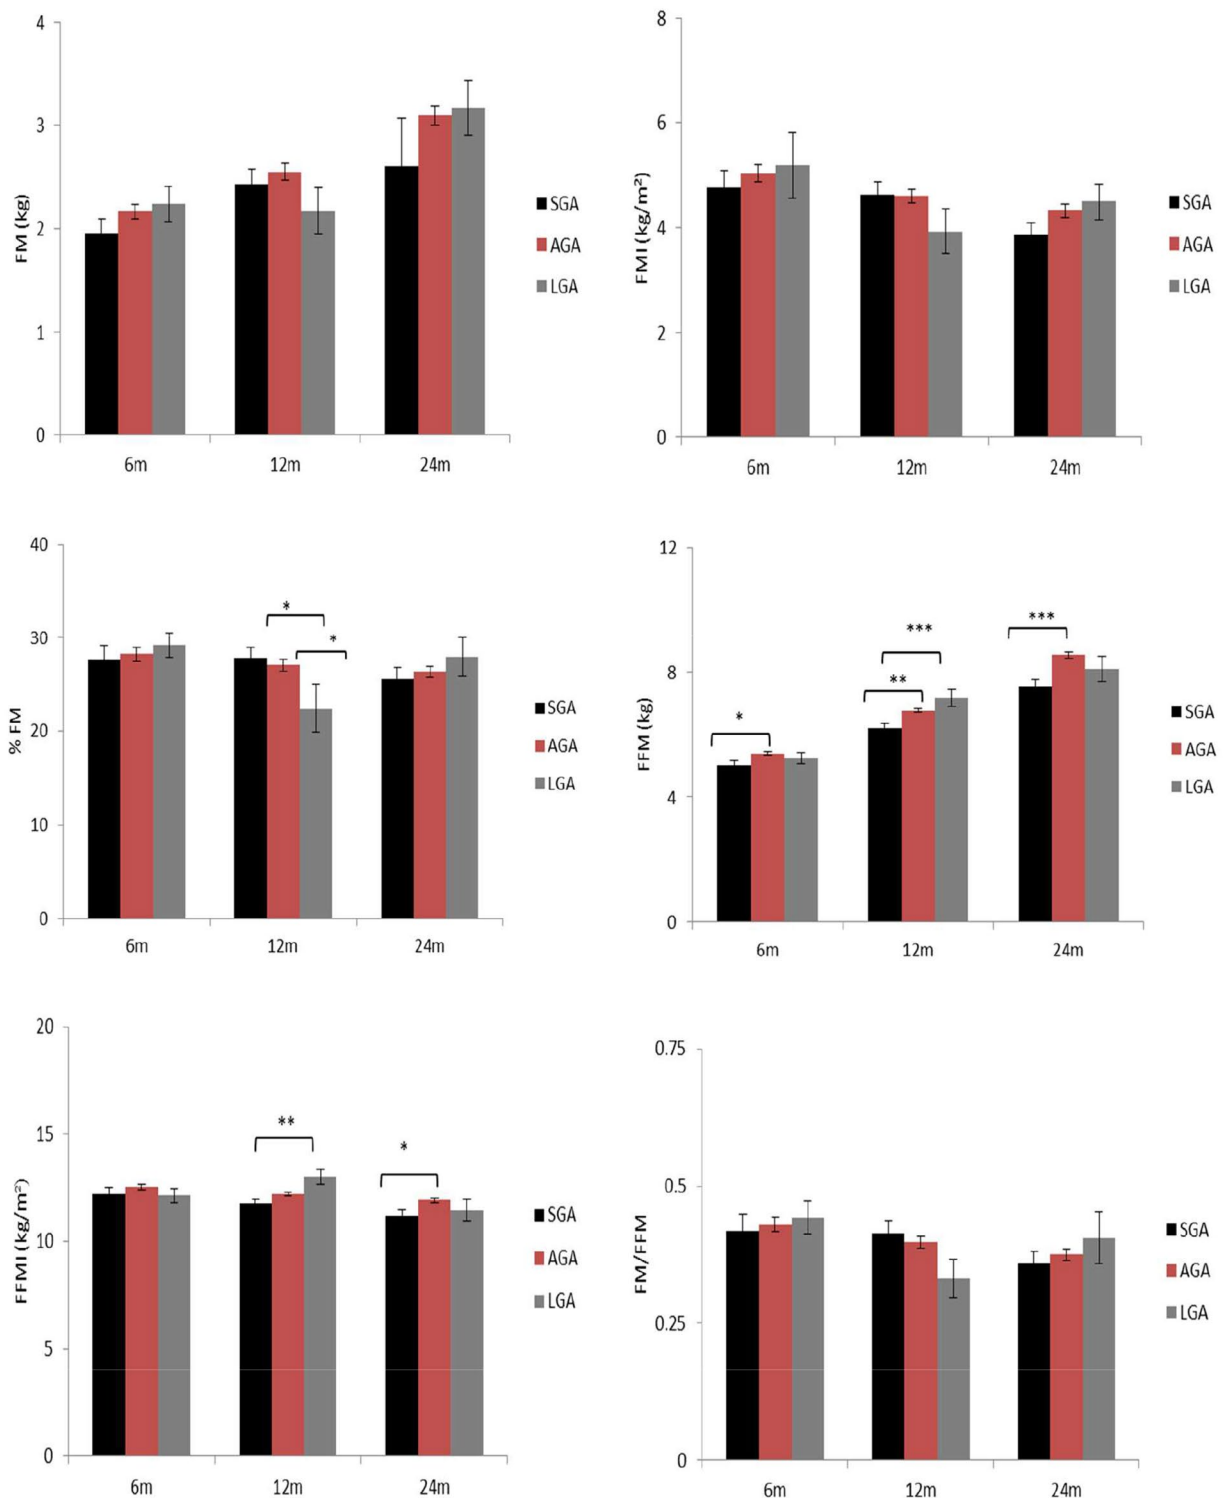 FM (kg)
4
3
2
1
0
6m 12m 24m
SGA
AGA
LGA
FMI (kg/m²)
8
6
4
2
0
6m 12m 24m
SGA
AGA
LGA
% FM
40
30
20
10
0
*
*
6m 12m 24m
SGA
AGA
LGA
FFM (kg)
12
8
4
0
*
**
***
***
6m 12m 24m
SGA
AGA
LGA
FFMI (kg/m²)
20
15
10
5
0
**
*
6m 12m 24m
SGA
AGA
LGA
FM/FFM
0.75
0.5
0.25
0
6m 12m 24m
SGA
AGA
LGA